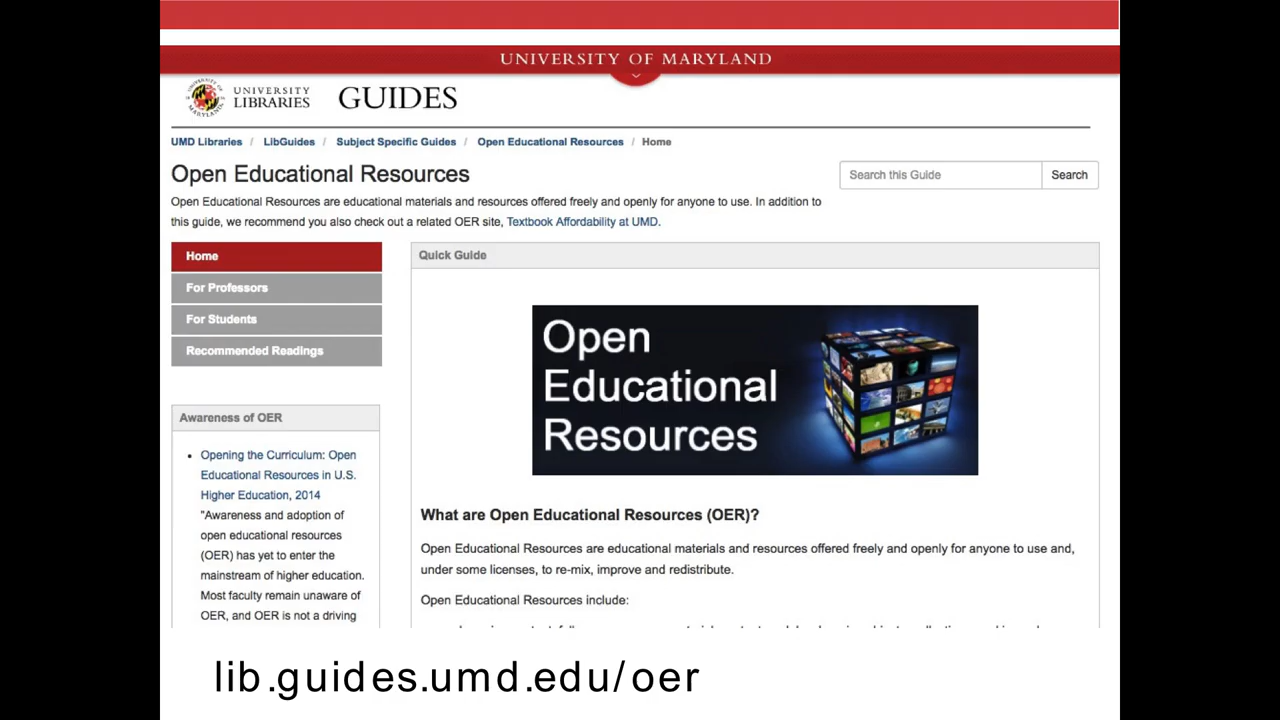 UNIVERSITY OF MARYLAND
UNIVERSITY
LIBRARIES
GUIDES
UMD Libraries / LibGuides / Subject Specific Guides / Open Educational Resources / Home
Open Educational Resources
Search this Guide
Search
Open Educational Resources are educational materials and resources offered freely and openly for anyone to use. In addition to
this guide, we recommend you also check out a related OER site, Textbook Affordability at UMD.
Home
For Professors
For Students
Recommended Readings
Awareness of OER
• Opening the Curriculum: Open
Educational Resources in U.S.
Higher Education, 2014
"Awareness and adoption of
open educational resources
(OER) has yet to enter the
mainstream of higher education.
Most faculty remain unaware of
OER, and OER is not a driving
Quick Guide
Open
Educational
Resources
What are Open Educational Resources (OER)?
Open Educational Resources are educational materials and resources offered freely and openly for anyone to use and,
under some licenses, to re-mix, improve and redistribute.
Open Educational Resources include:
lib.guides.umd.edu/oer